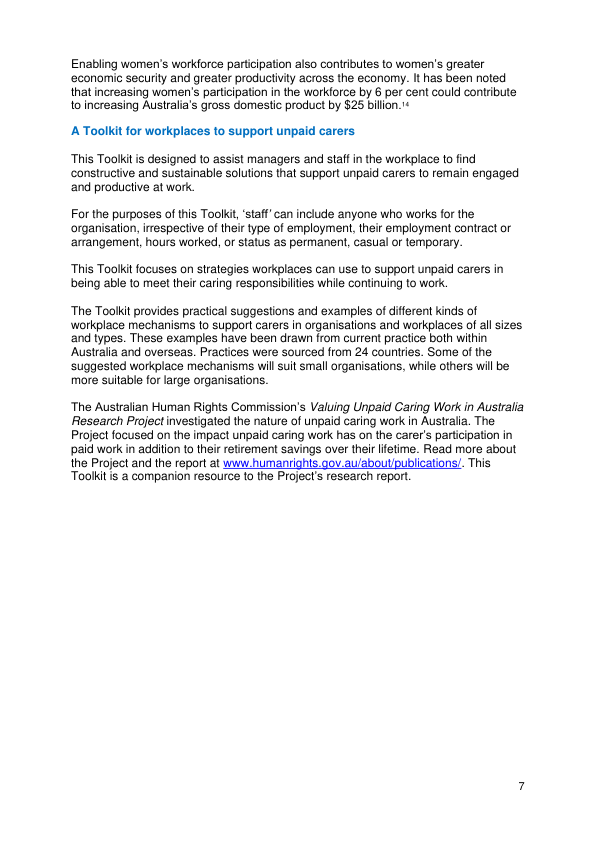 Enabling women’s workforce participation also contributes to women’s greater
economic security and greater productivity across the economy. It has been noted
that increasing women’s participation in the workforce by 6 per cent could contribute
to increasing Australia’s gross domestic product by $25 billion.14
A Toolkit for workplaces to support unpaid carers
This Toolkit is designed to assist managers and staff in the workplace to find
constructive and sustainable solutions that support unpaid carers to remain engaged
and productive at work.
For the purposes of this Toolkit, ‘staff’ can include anyone who works for the
organisation, irrespective of their type of employment, their employment contract or
arrangement, hours worked, or status as permanent, casual or temporary.
This Toolkit focuses on strategies workplaces can use to support unpaid carers in
being able to meet their caring responsibilities while continuing to work.
The Toolkit provides practical suggestions and examples of different kinds of
workplace mechanisms to support carers in organisations and workplaces of all sizes
and types. These examples have been drawn from current practice both within
Australia and overseas. Practices were sourced from 24 countries. Some of the
suggested workplace mechanisms will suit small organisations, while others will be
more suitable for large organisations.
The Australian Human Rights Commission’s Valuing Unpaid Caring Work in Australia
Research Project investigated the nature of unpaid caring work in Australia. The
Project focused on the impact unpaid caring work has on the carer’s participation in
paid work in addition to their retirement savings over their lifetime. Read more about
the Project and the report at www.humanrights.gov.au/about/publications/. This
Toolkit is a companion resource to the Project’s research report.
7